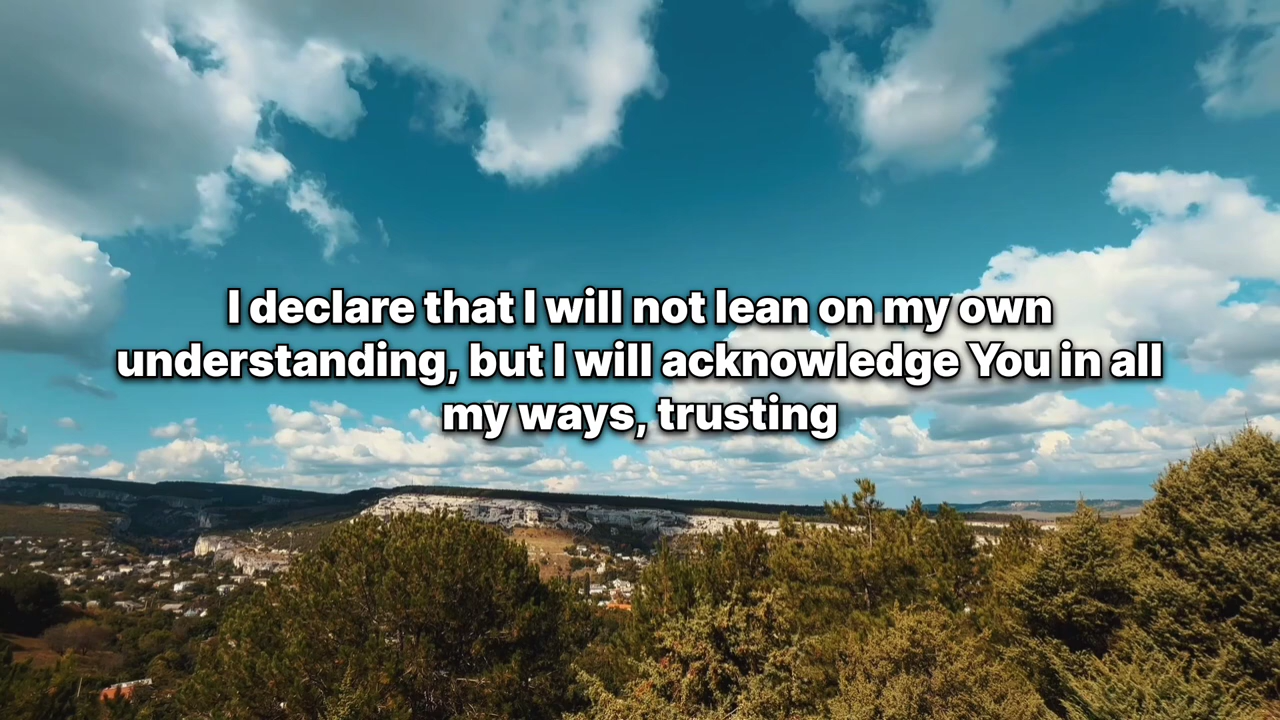 I declare that I will not lean on my own
understanding, but I will acknowledge You in all
my ways, trusting